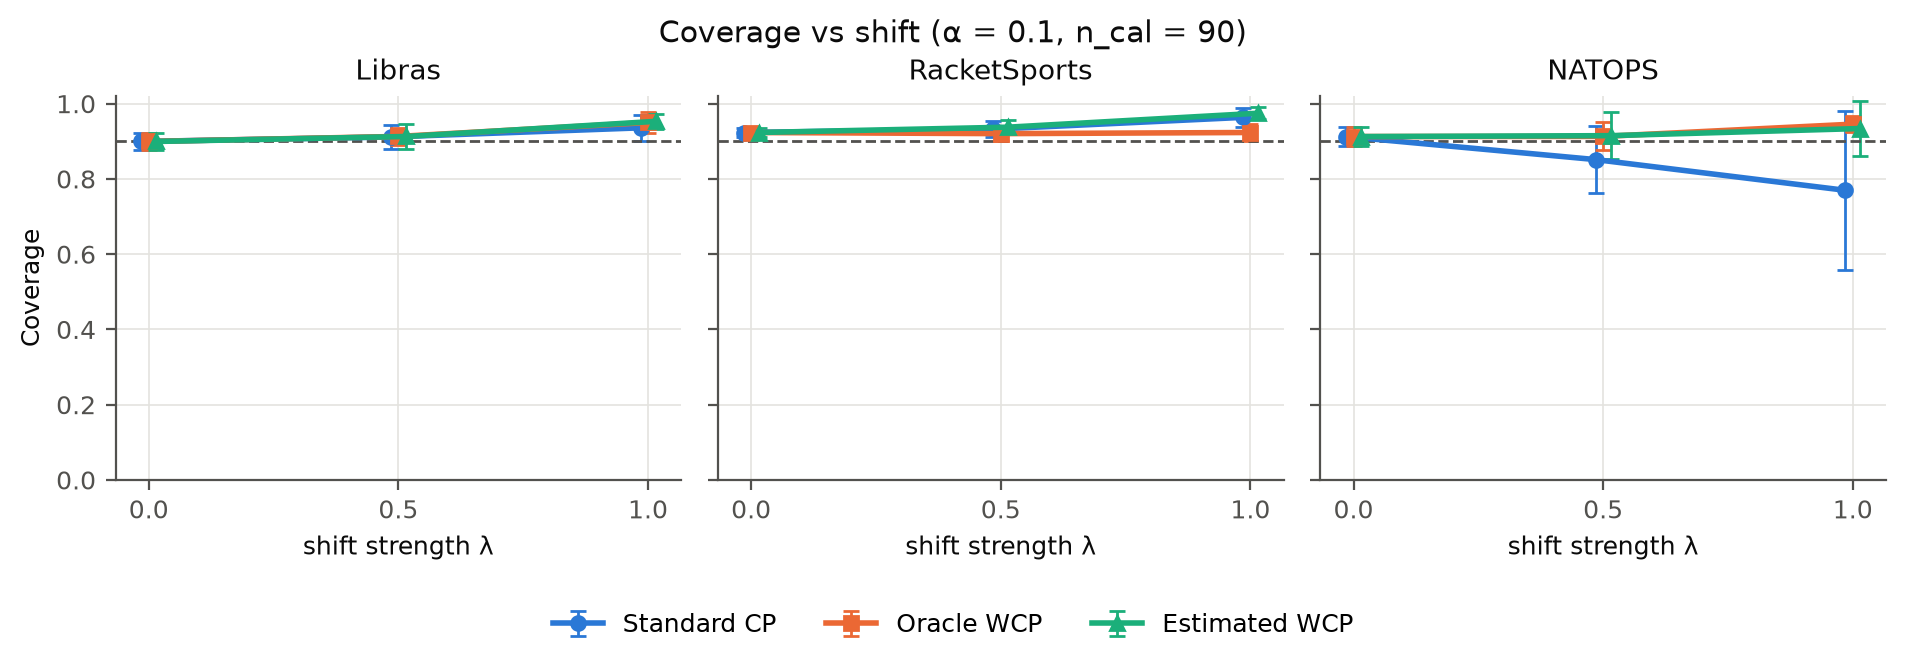 Coverage vs shift (α = 0.1, n_cal = 90)
Libras
RacketSports
NATOPS
Coverage
1.0
0.8
0.6
0.4
0.2
0.0
0.0 0.5 1.0
0.0 0.5 1.0
0.0 0.5 1.0
shift strength λ
shift strength λ
shift strength λ
Standard CP
Oracle WCP
Estimated WCP